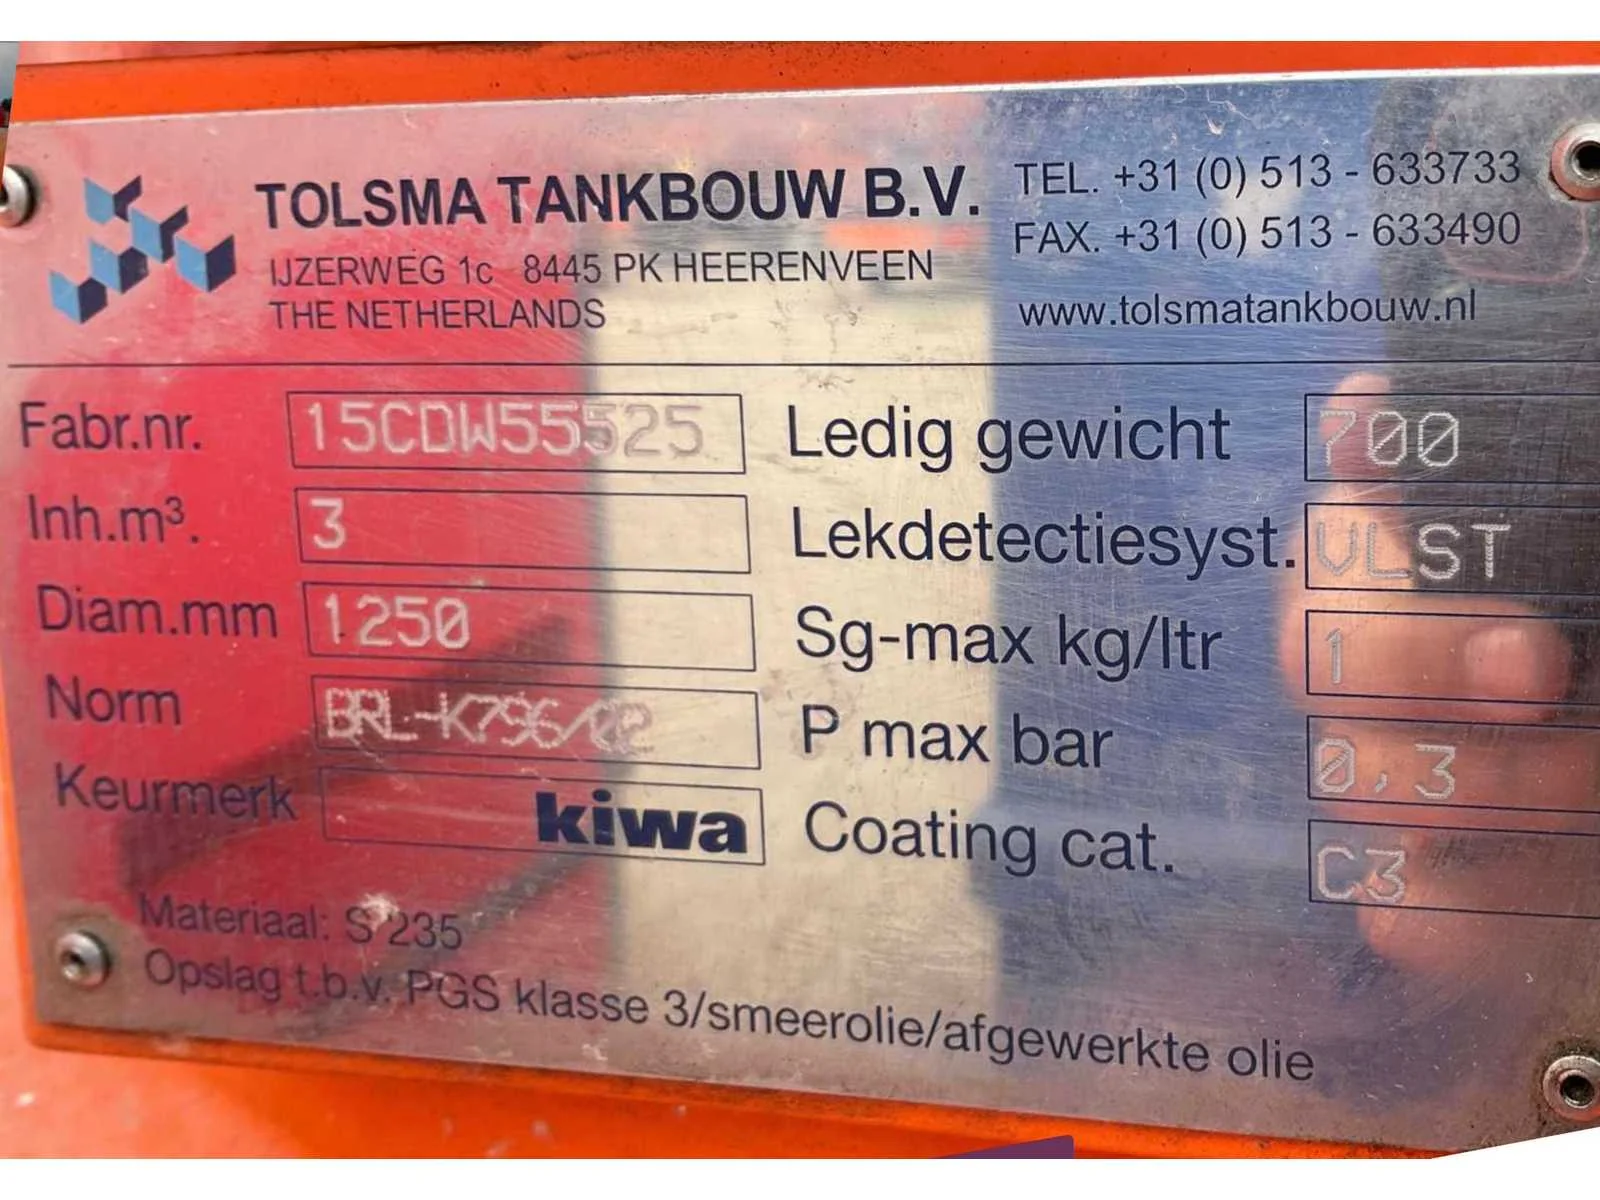 TOLSMA TANKBOUW B.V.
IJZERWEG 1c 8445 PK HEERENVEEN
THE NETHERLANDS
TEL. +31 (0) 513 - 633733
FAX. +31 (0) 513 - 633490
www.tolsmatankbouw.nl
Fabr.nr. 15CDW55525
Inh.m³. 3
Diam.mm 1250
Norm BRL-K796/02
Keurmerk kiwa
Ledig gewicht 700
Lekdetectiesyst. VLST
Sg-max kg/ltr 1
P max bar 0,3
Coating cat. C3
Materiaal: S 235
Opslag t.b.v. PGS klasse 3/smeerolie/afgewerkte olie